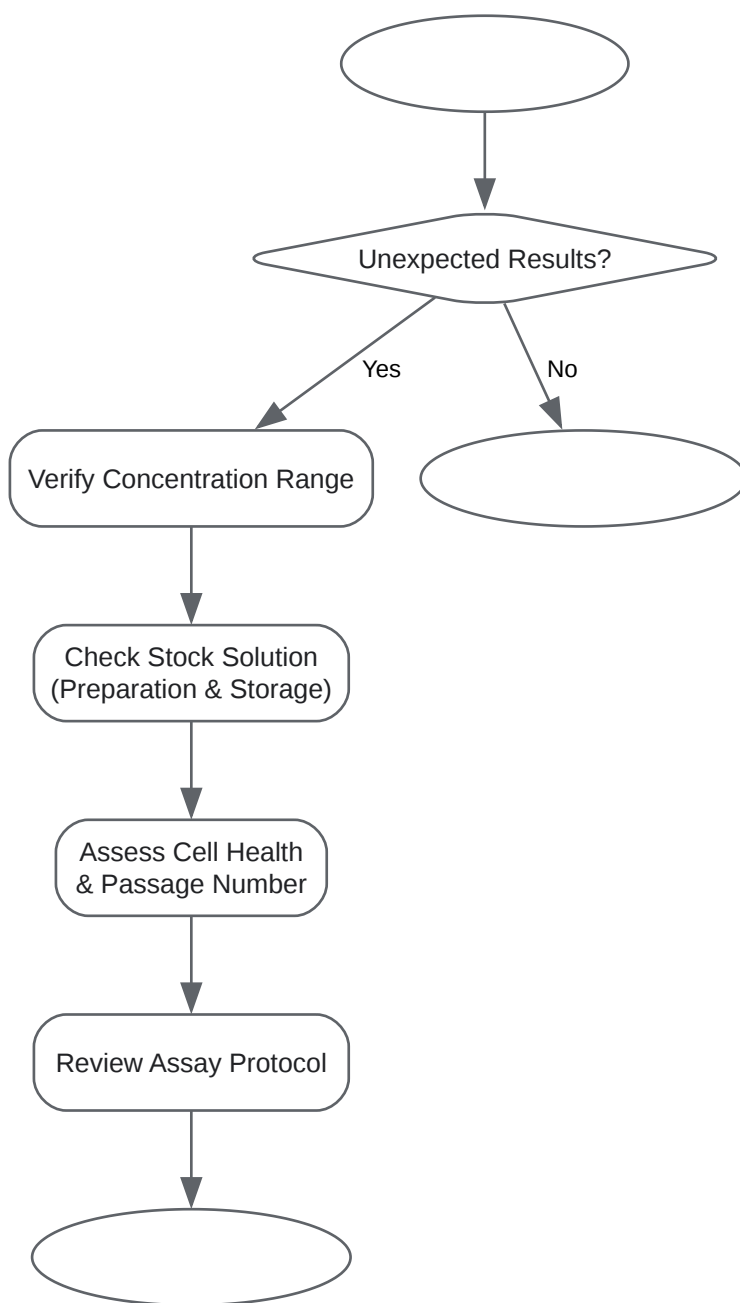 Unexpected Results?
Yes
No
Verify Concentration Range
Check Stock Solution
(Preparation & Storage)
Assess Cell Health
& Passage Number
Review Assay Protocol